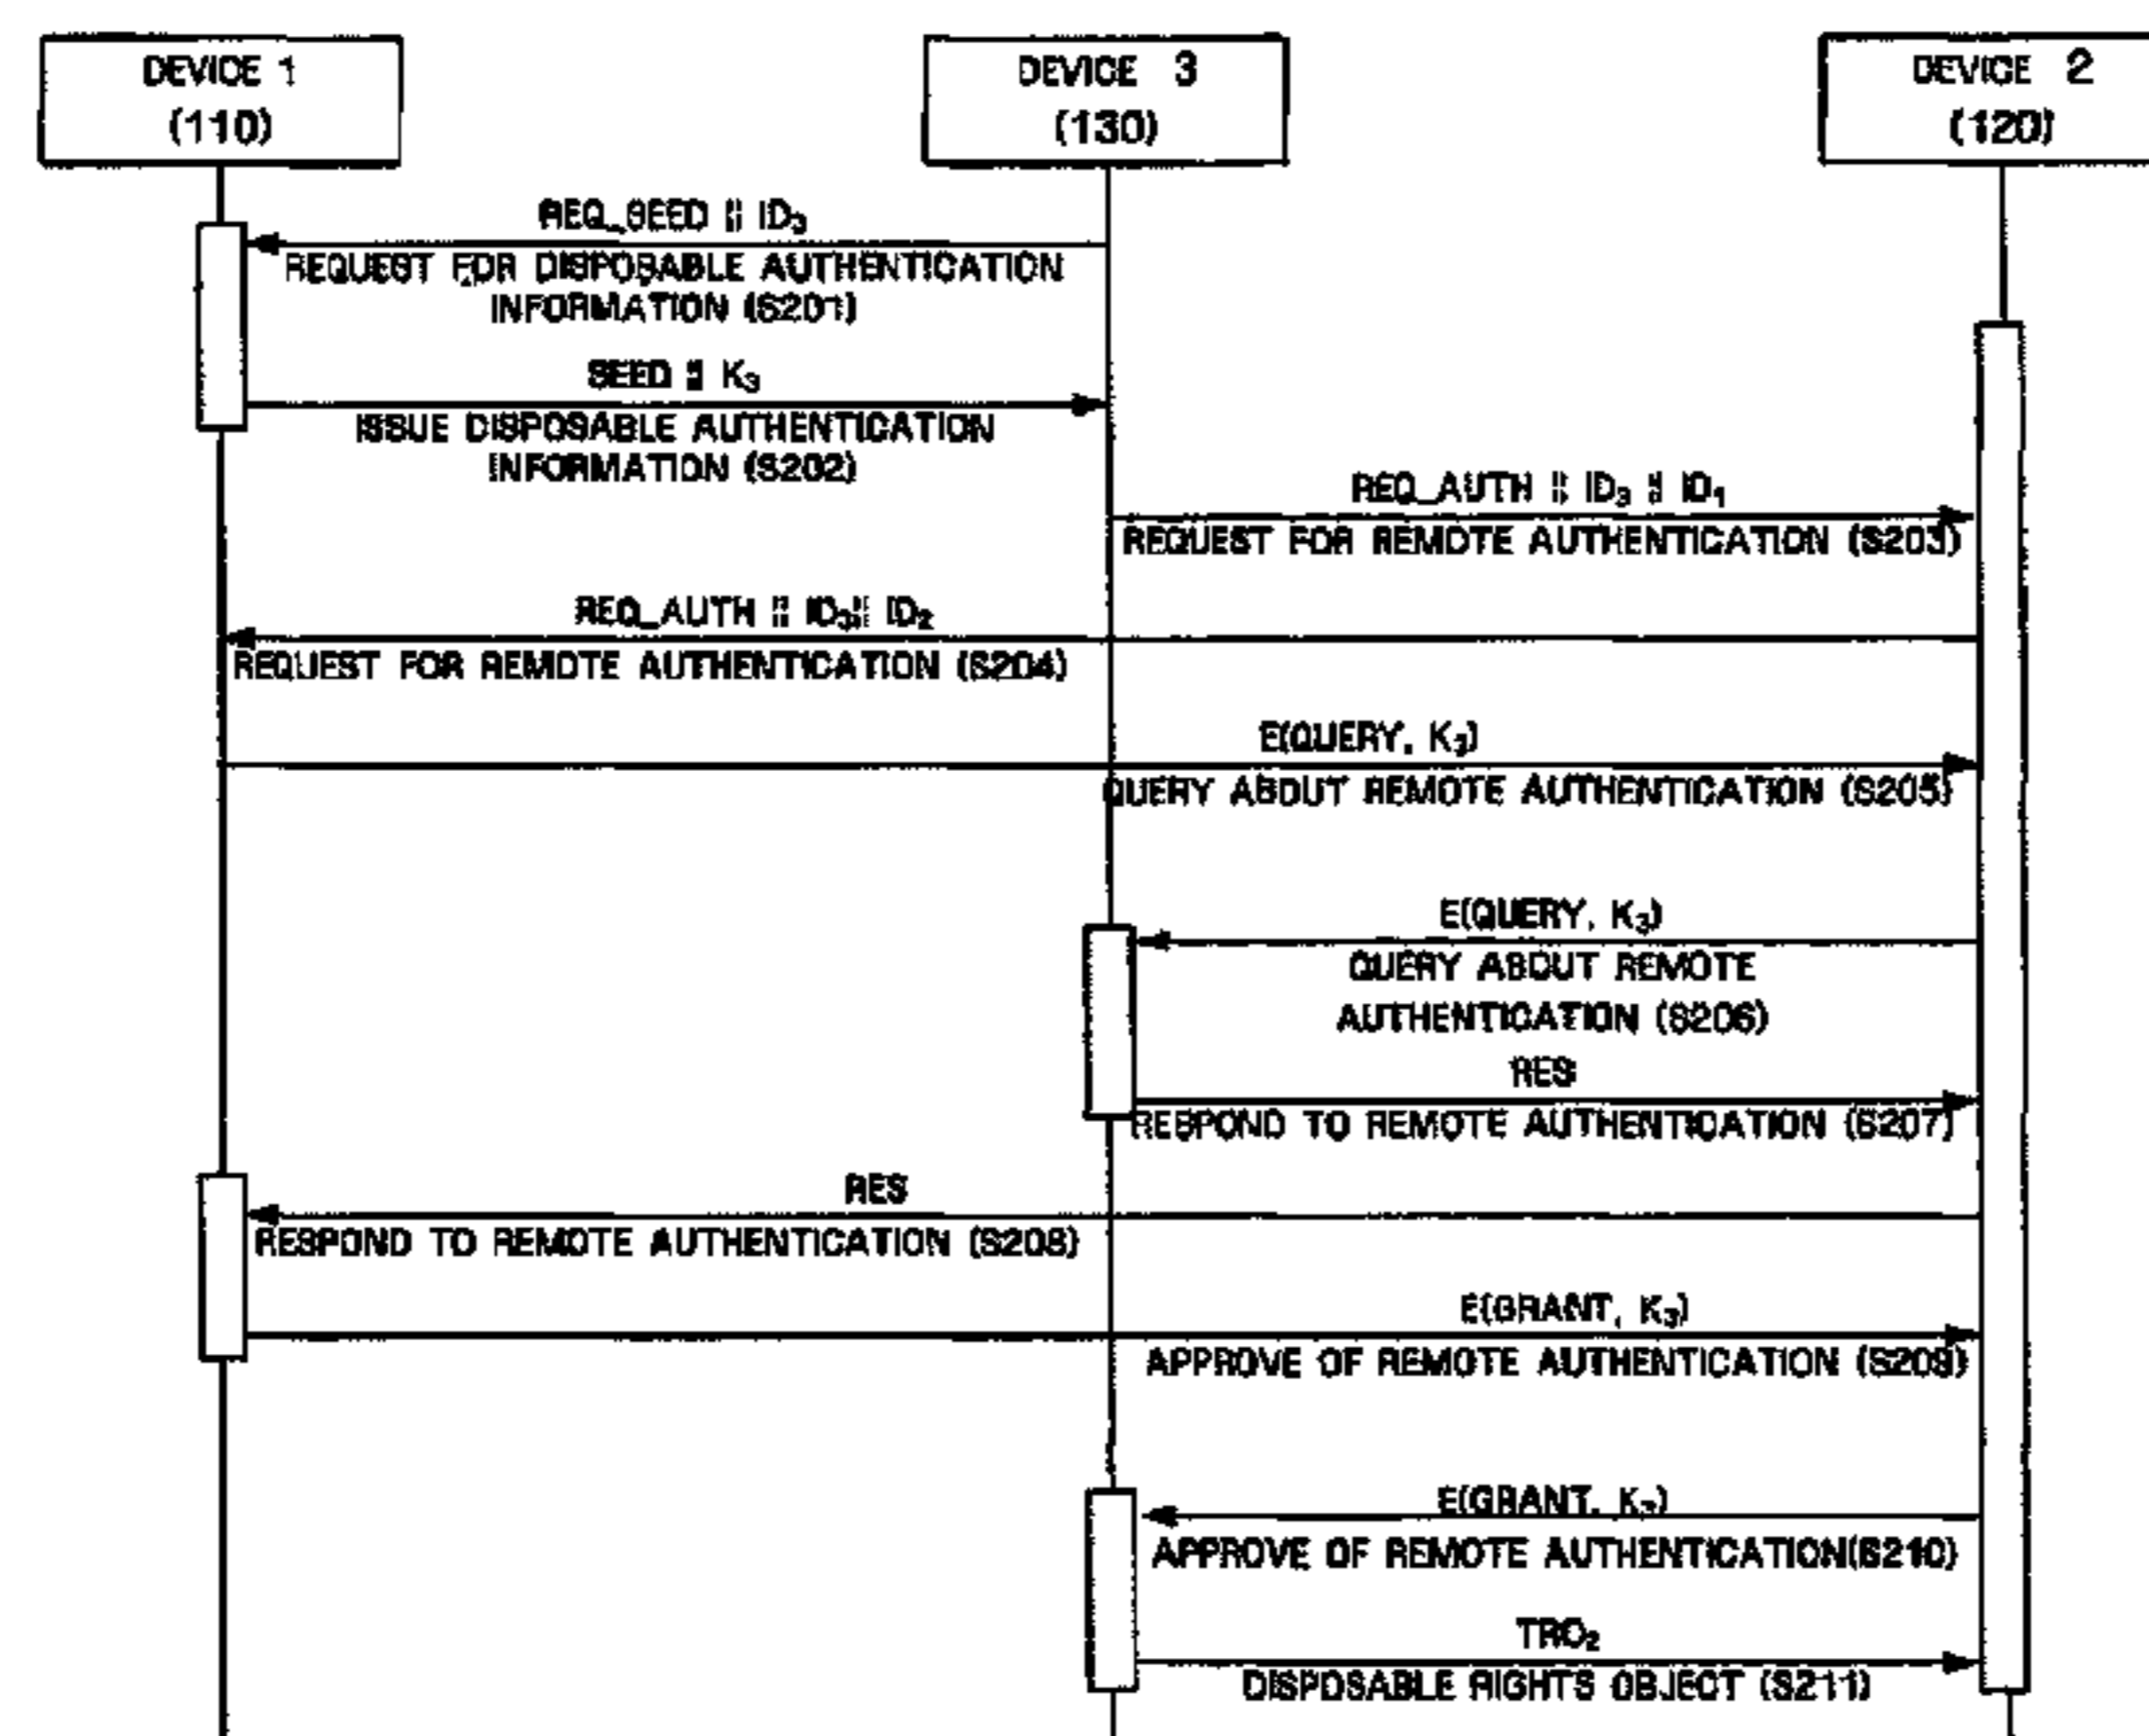 DEVICE 1
(110)
DEVICE 3
(130)
DEVICE 2
(120)
REQ_SEED || ID₃
REQUEST FOR DISPOSABLE AUTHENTICATION
INFORMATION (S201)
SEED || K₃
ISSUE DISPOSABLE AUTHENTICATION
INFORMATION (S202)
REQ_AUTH || ID₃ || ID₁
REQUEST FOR REMOTE AUTHENTICATION (S203)
REQ_AUTH || ID₃|| ID₂
REQUEST FOR REMOTE AUTHENTICATION (S204)
E(QUERY, K₃)
QUERY ABOUT REMOTE AUTHENTICATION (S205)
E(QUERY, K₃)
QUERY ABOUT REMOTE
AUTHENTICATION (S206)
RES
RESPOND TO REMOTE AUTHENTICATION (S207)
RES
RESPOND TO REMOTE AUTHENTICATION (S208)
E(GRANT, K₃)
APPROVE OF REMOTE AUTHENTICATION (S209)
E(GRANT, K₃)
APPROVE OF REMOTE AUTHENTICATION(S210)
TRO₂
DISPOSABLE RIGHTS OBJECT (S211)